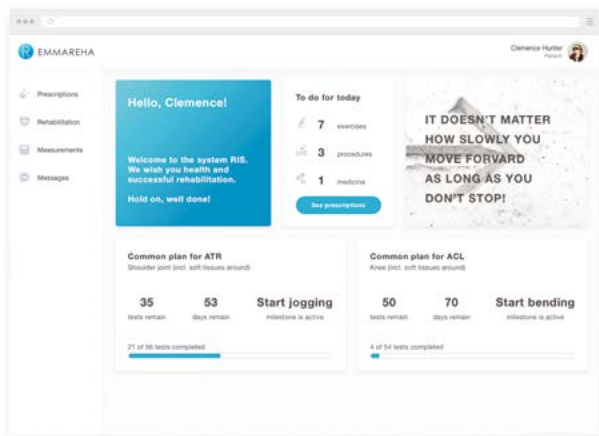 EMMAREHA
Clemence Hunter
Patient
Prescriptions
Rehabilitation
Measurements
Messages
Hello, Clemence!
Welcome to the system RIS.
We wish you health and
successful rehabilitation.
Hold on, well done!
To do for today
7 exercises
3 procedures
1 medicine
See prescriptions
IT DOESN'T MATTER
HOW SLOWLY YOU
MOVE FORWARD
AS LONG AS YOU
DON'T STOP!
Common plan for ATR
Shoulder joint (incl. soft tissues around)
35 tests remain
53 days remain
Start jogging
milestone is active
21 of 56 tests completed
Common plan for ACL
Knee (incl. soft tissues around)
50 tests remain
70 days remain
Start bending
milestone is active
4 of 54 tests completed